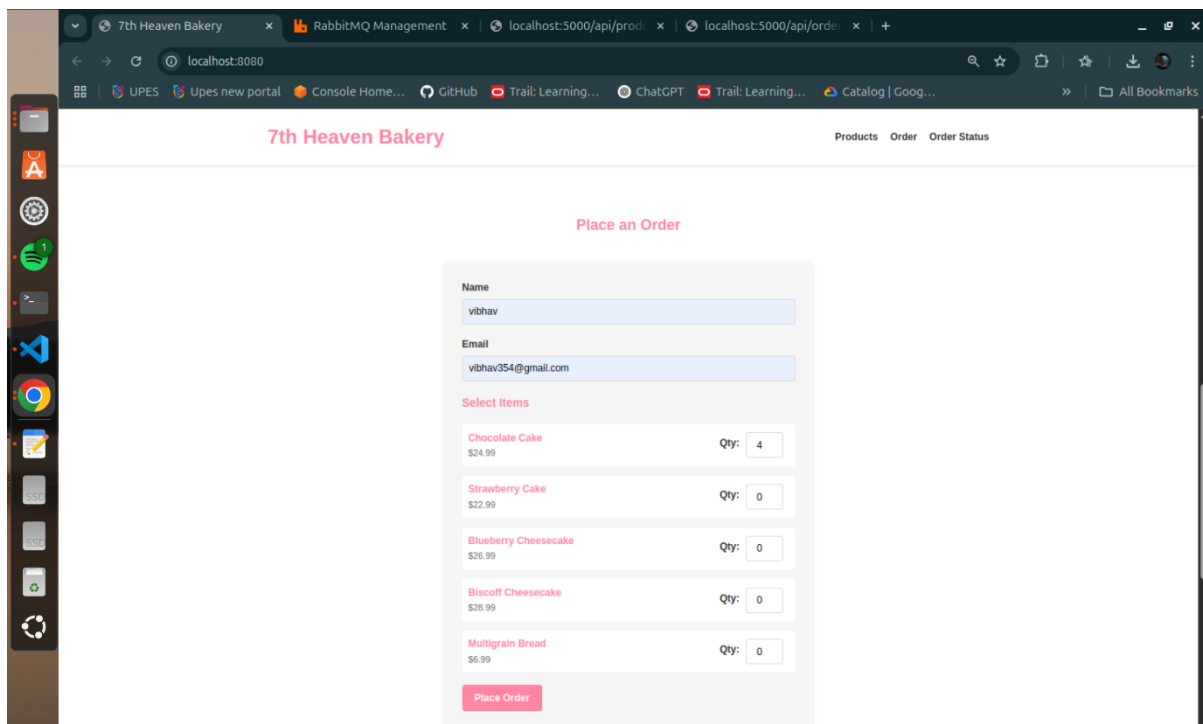 7th Heaven Bakery
RabbitMQ Management
localhost:5000/api/prod
localhost:5000/api/orde
localhost:8080
UPES
Upes new portal
Console Home...
GitHub
Trail: Learning...
ChatGPT
Trail: Learning...
Catalog | Goog...
All Bookmarks
7th Heaven Bakery
Products Order Order Status
Place an Order
Name
vibhav
Email
vibhav354@gmail.com
Select Items
Chocolate Cake
$24.99
Qty: 4
Strawberry Cake
$22.99
Qty: 0
Blueberry Cheesecake
$26.99
Qty: 0
Biscoff Cheesecake
$28.99
Qty: 0
Multigrain Bread
$6.99
Qty: 0
Place Order
1
SSD
SSD